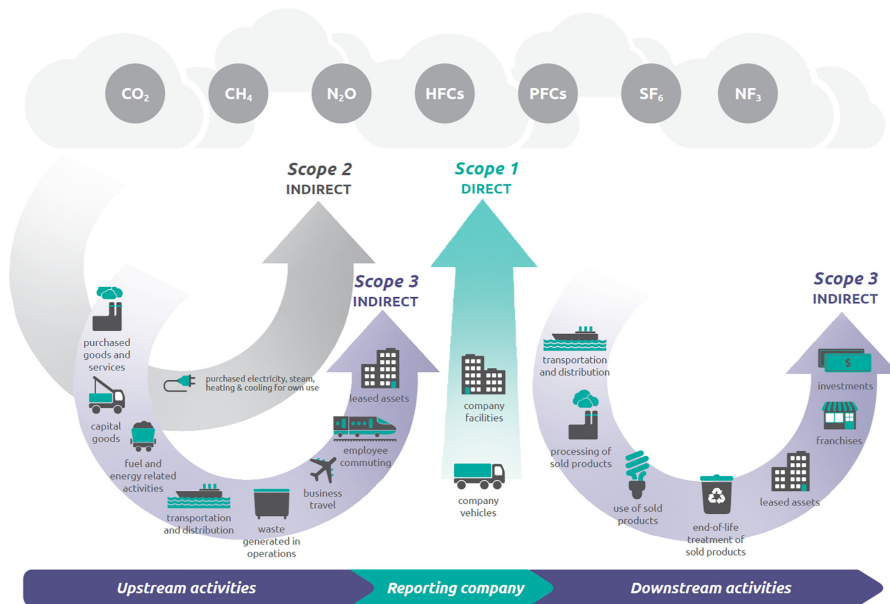 CO₂
CH₄
N₂O
HFCs
PFCs
SF₆
NF₃
Scope 2
INDIRECT
Scope 1
DIRECT
Scope 3
INDIRECT
Scope 3
INDIRECT
purchased
goods and
services
capital
goods
fuel and
energy related
activities
transportation
and distribution
waste
generated in
operations
business
travel
employee
commuting
leased assets
purchased electricity, steam,
heating & cooling for own use
company
facilities
company
vehicles
transportation
and distribution
processing of
sold products
use of sold
products
end-of-life
treatment of
sold products
leased assets
franchises
$
investments
Upstream activities
Reporting company
Downstream activities